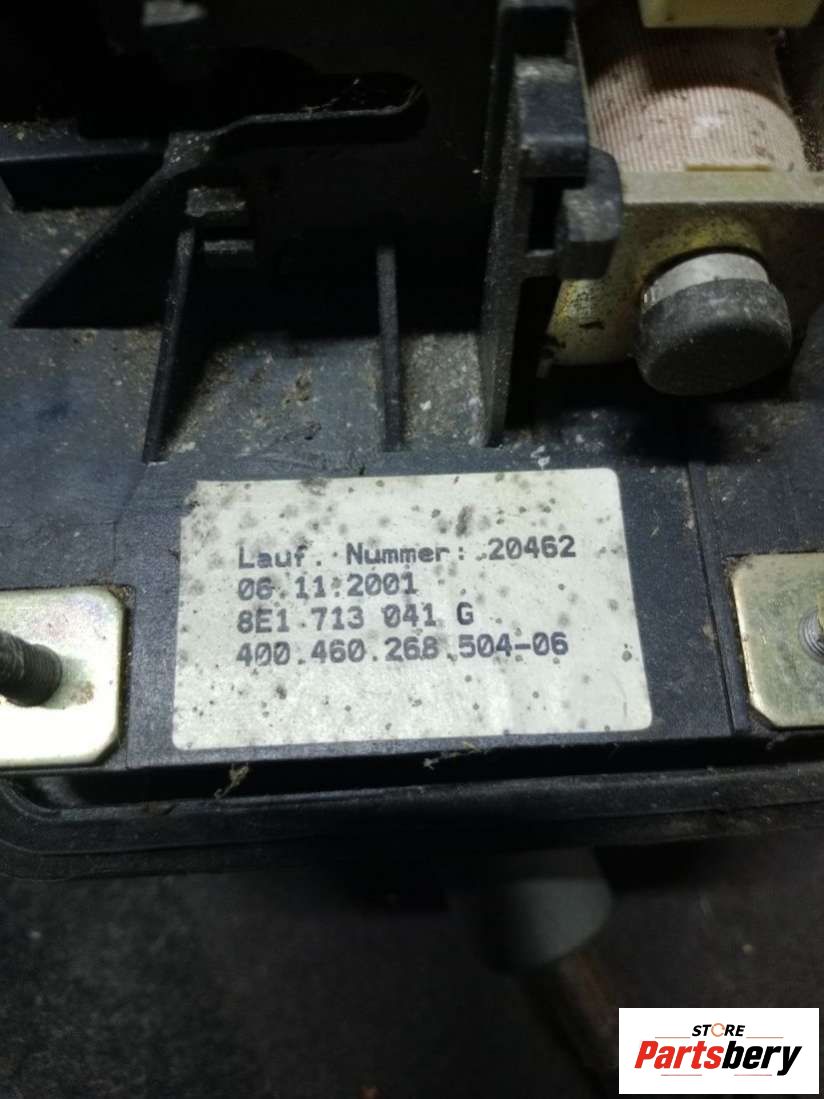 Lauf. Nummer: 20462
06.11.2001
8E1 713 041 G
400.460.268.504-06
STORE
Partsbery